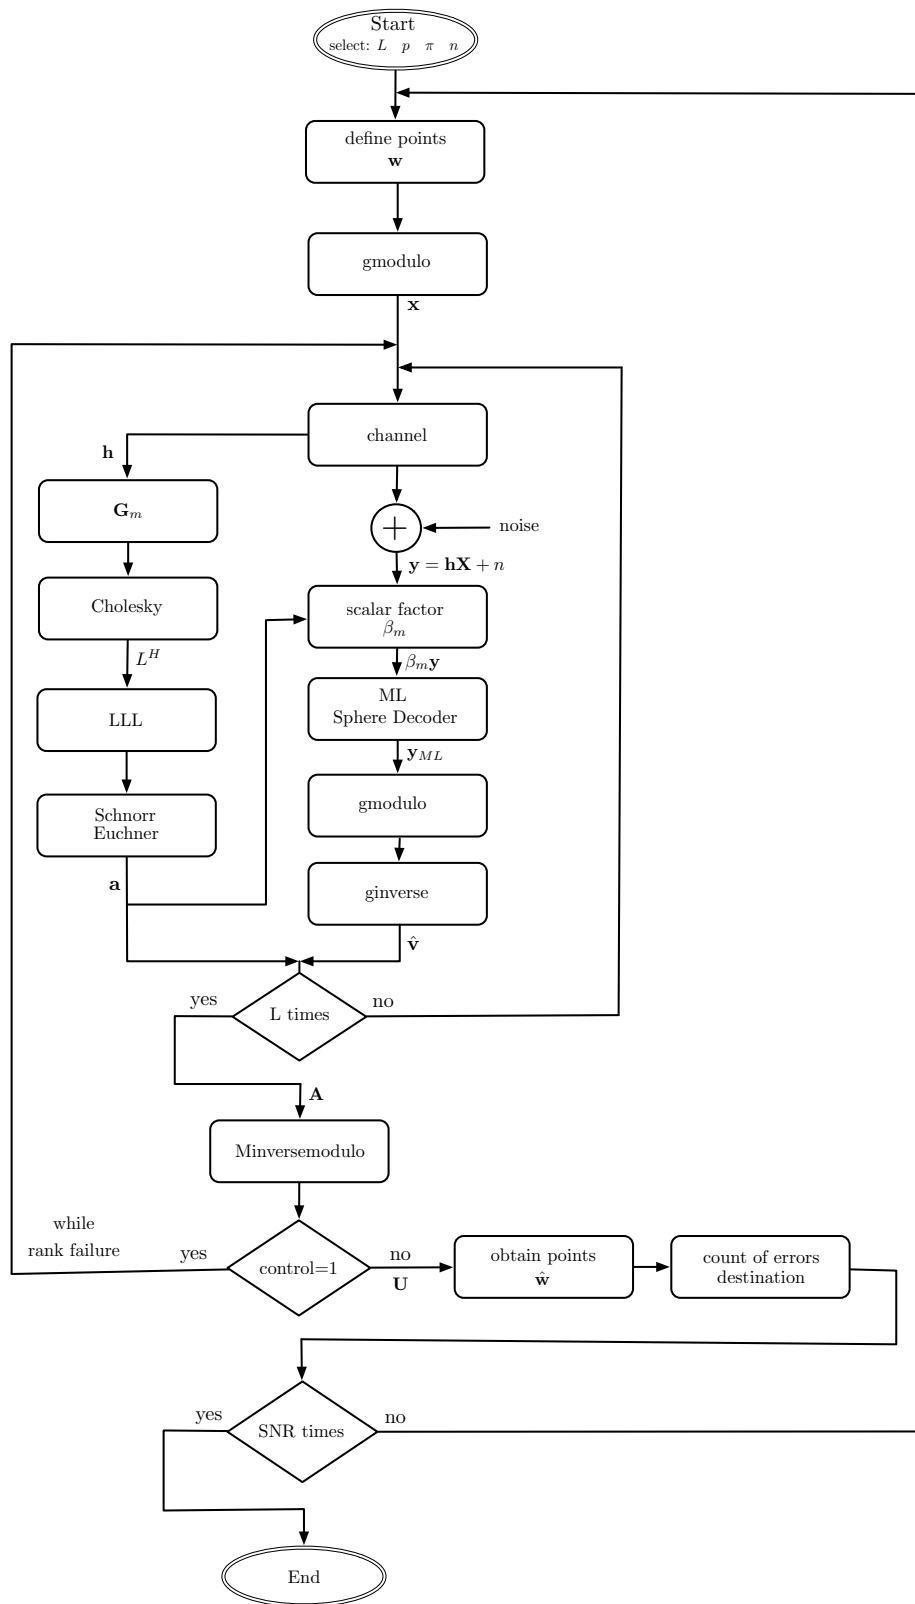 Start
select: L p π n
define points
w
gmodulo
x
channel
h
G_m
noise
y = hX + n
Cholesky
scalar factor
β_m
L^H
β_m y
ML
Sphere Decoder
LLL
y_ML
gmodulo
Schnorr
Euchner
a
ginverse
v̂
yes
no
L times
A
Minversemodulo
while
rank failure
yes
control=1
no
U
obtain points
ŵ
count of errors
destination
yes
SNR times
no
End